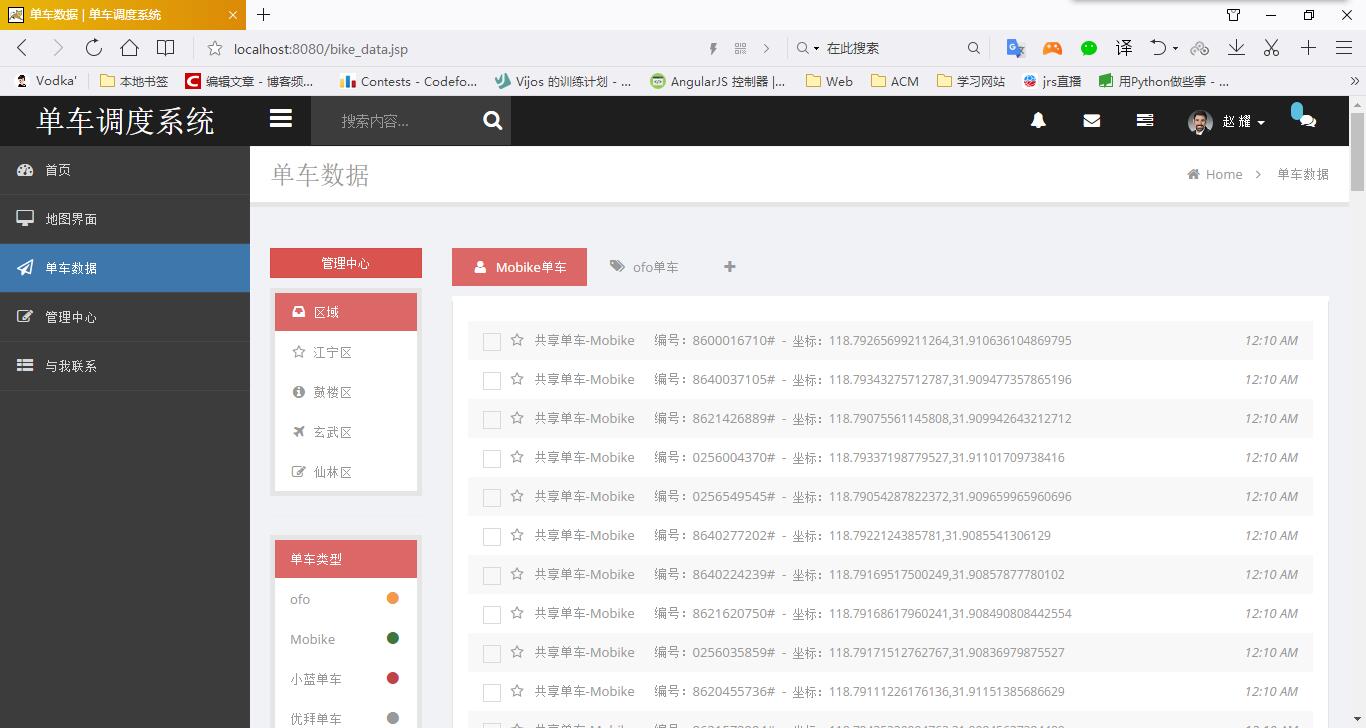 单车数据 | 单车调度系统
localhost:8080/bike_data.jsp
在此搜索
译
Vodka'
本地书签
编辑文章 - 博客频...
Contests - Codefo...
Vijos 的训练计划 - ...
AngularJS 控制器 |...
Web
ACM
学习网站
jrs直播
用Python做些事 - ...
单车调度系统
搜索内容...
赵 耀
首页
地图界面
单车数据
管理中心
与我联系
单车数据
Home > 单车数据
管理中心
区域
江宁区
鼓楼区
玄武区
仙林区
单车类型
ofo
Mobike
小蓝单车
优拜单车
Mobike单车
ofo单车
共享单车-Mobike 编号：8600016710# - 坐标：118.79265699211264,31.910636104869795 12:10 AM
共享单车-Mobike 编号：8640037105# - 坐标：118.79343275712787,31.909477357865196 12:10 AM
共享单车-Mobike 编号：8621426889# - 坐标：118.79075561145808,31.909942643212712 12:10 AM
共享单车-Mobike 编号：0256004370# - 坐标：118.79337198779527,31.91101709738416 12:10 AM
共享单车-Mobike 编号：0256549545# - 坐标：118.79054287822372,31.909659965960696 12:10 AM
共享单车-Mobike 编号：8640277202# - 坐标：118.7922124385781,31.9085541306129 12:10 AM
共享单车-Mobike 编号：8640224239# - 坐标：118.79169517500249,31.90857877780102 12:10 AM
共享单车-Mobike 编号：8621620750# - 坐标：118.79168617960241,31.908490808442554 12:10 AM
共享单车-Mobike 编号：0256035859# - 坐标：118.79171512762767,31.90836979875527 12:10 AM
共享单车-Mobike 编号：8620455736# - 坐标：118.79111226176136,31.91151385686629 12:10 AM